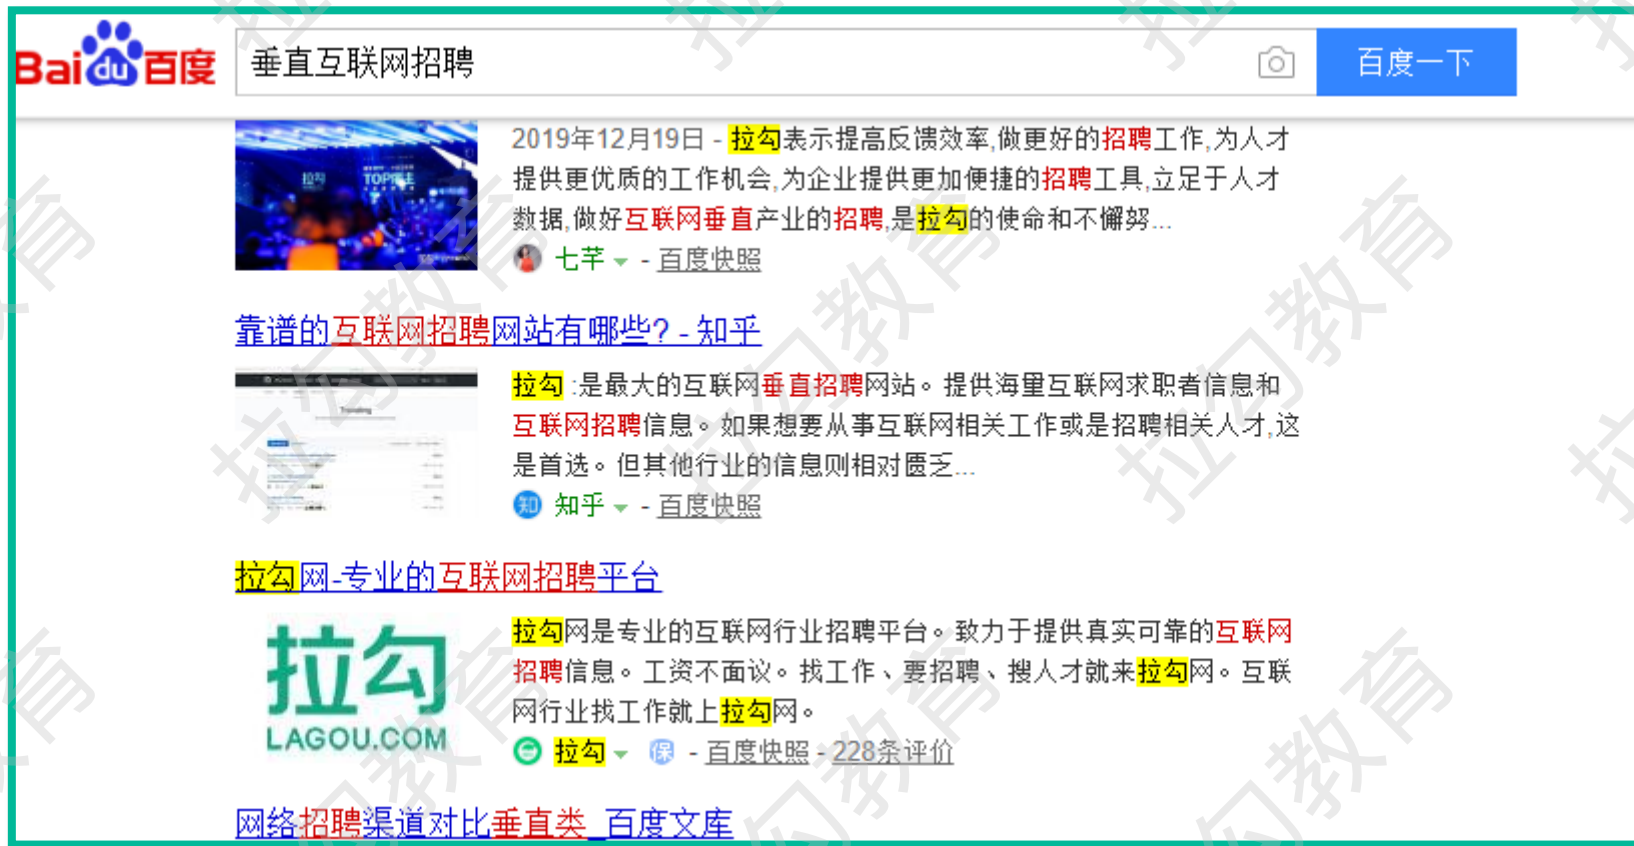 Bai du 百度
垂直互联网招聘
百度一下
2019年12月19日 - 拉勾表示提高反馈效率,做更好的招聘工作,为人才
提供更优质的工作机会,为企业提供更加便捷的招聘工具,立足于人才
数据,做好互联网垂直产业的招聘,是拉勾的使命和不懈努...
七芊 - 百度快照
靠谱的互联网招聘网站有哪些? - 知乎
拉勾 :是最大的互联网垂直招聘网站。提供海量互联网求职者信息和
互联网招聘信息。如果想要从事互联网相关工作或是招聘相关人才,这
是首选。但其他行业的信息则相对匮乏...
知 知乎 - 百度快照
拉勾网-专业的互联网招聘平台
拉勾
LAGOU.COM
拉勾网是专业的互联网行业招聘平台。致力于提供真实可靠的互联网
招聘信息。工资不面议。找工作、要招聘、搜人才就来拉勾网。互联
网行业找工作就上拉勾网。
拉勾 保 - 百度快照 - 228条评价
网络招聘渠道对比垂直类_百度文库
拉勾教育